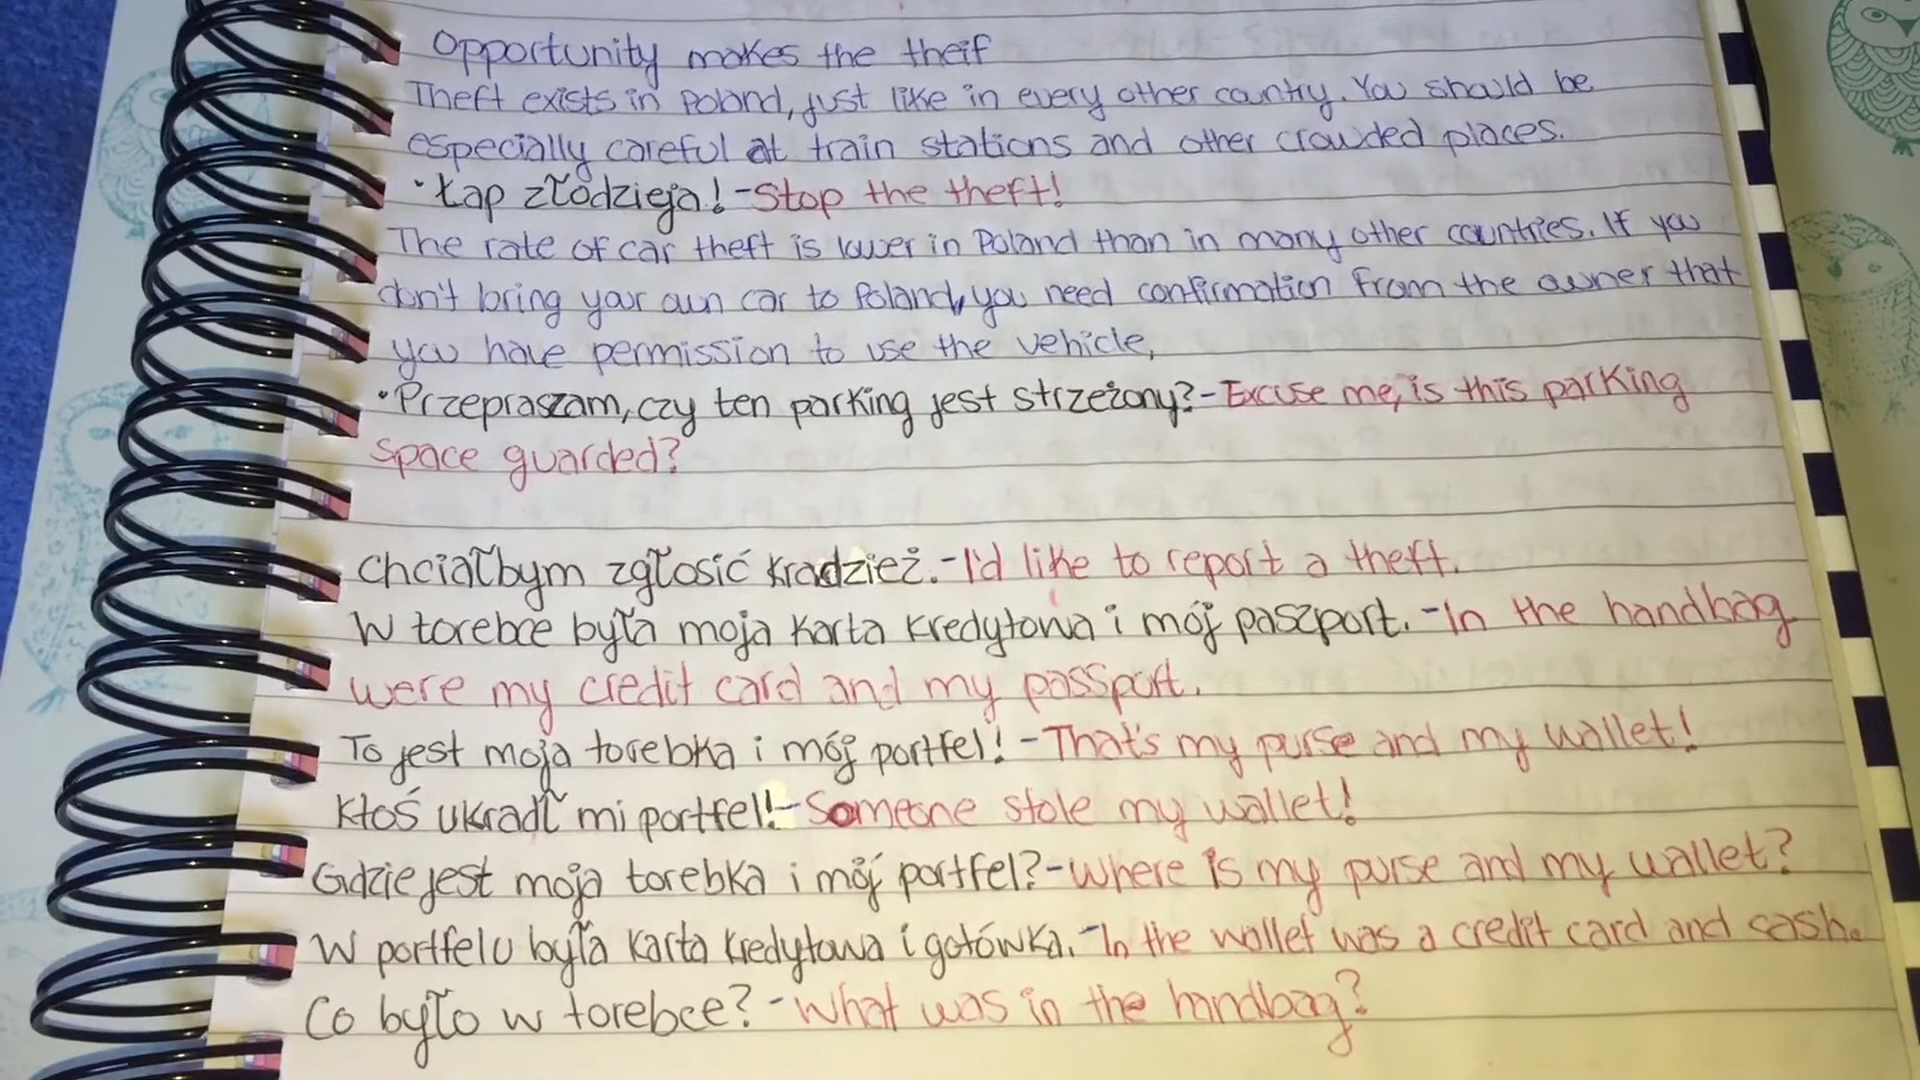 Opportunity makes the theif
Theft exists in Poland, just like in every other country. You should be
especially careful at train stations and other crowded places.
·Łap złodzieja! - Stop the theft!
The rate of car theft is lower in Poland than in many other countries. If you
don't bring your own car to Poland, you need confirmation from the owner that
you have permission to use the vehicle,
·Przepraszam, czy ten parking jest strzeżony? - Excuse me, is this parking
space guarded?
Chciałbym zgłosić kradzież. - I'd like to report a theft.
W torebce była moja karta kredytowa i mój paszport. - In the handbag
were my credit card and my passport.
To jest moja torebka i mój portfel! - That's my purse and my wallet!
Ktoś ukradł mi portfel! - Someone stole my wallet!
Gdzie jest moja torebka i mój portfel? - Where is my purse and my wallet?
W portfelu była karta kredytowa i gotówka. - In the wallet was a credit card and cash.
Co było w torebce? - What was in the handbag?